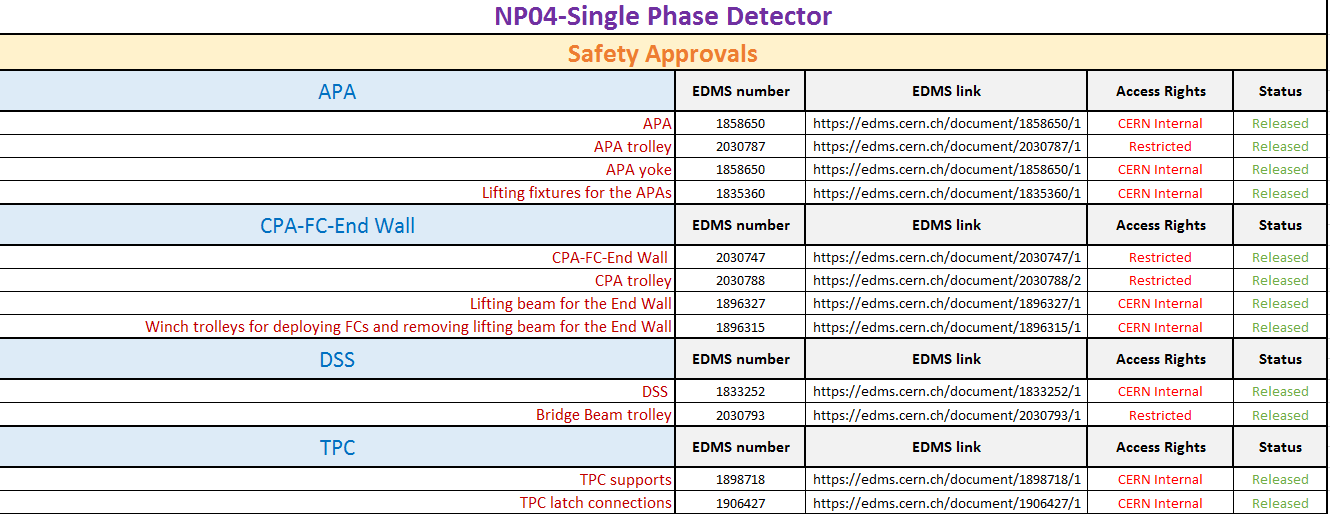 NP04-Single Phase Detector
Safety Approvals
APA EDMS number EDMS link Access Rights Status
APA 1858650 https://edms.cern.ch/document/1858650/1 CERN Internal Released
APA trolley 2030787 https://edms.cern.ch/document/2030787/1 Restricted Released
APA yoke 1858650 https://edms.cern.ch/document/1858650/1 CERN Internal Released
Lifting fixtures for the APAs 1835360 https://edms.cern.ch/document/1835360/1 CERN Internal Released
CPA-FC-End Wall EDMS number EDMS link Access Rights Status
CPA-FC-End Wall 2030747 https://edms.cern.ch/document/2030747/1 Restricted Released
CPA trolley 2030788 https://edms.cern.ch/document/2030788/2 Restricted Released
Lifting beam for the End Wall 1896327 https://edms.cern.ch/document/1896327/1 CERN Internal Released
Winch trolleys for deploying FCs and removing lifting beam for the End Wall 1896315 https://edms.cern.ch/document/1896315/1 CERN Internal Released
DSS EDMS number EDMS link Access Rights Status
DSS 1833252 https://edms.cern.ch/document/1833252/1 CERN Internal Released
Bridge Beam trolley 2030793 https://edms.cern.ch/document/2030793/1 Restricted Released
TPC EDMS number EDMS link Access Rights Status
TPC supports 1898718 https://edms.cern.ch/document/1898718/1 CERN Internal Released
TPC latch connections 1906427 https://edms.cern.ch/document/1906427/1 CERN Internal Released